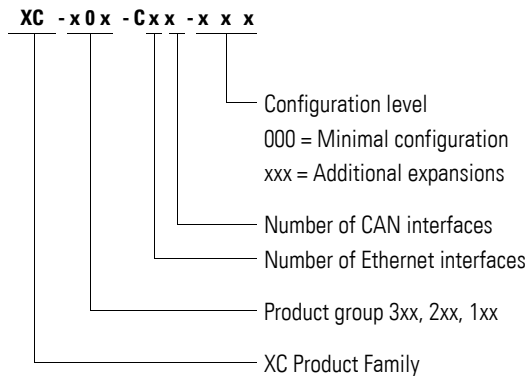 XC - x 0 x - C x x - x x x
Configuration level
000 = Minimal configuration
xxx = Additional expansions
Number of CAN interfaces
Number of Ethernet interfaces
Product group 3xx, 2xx, 1xx
XC Product Family